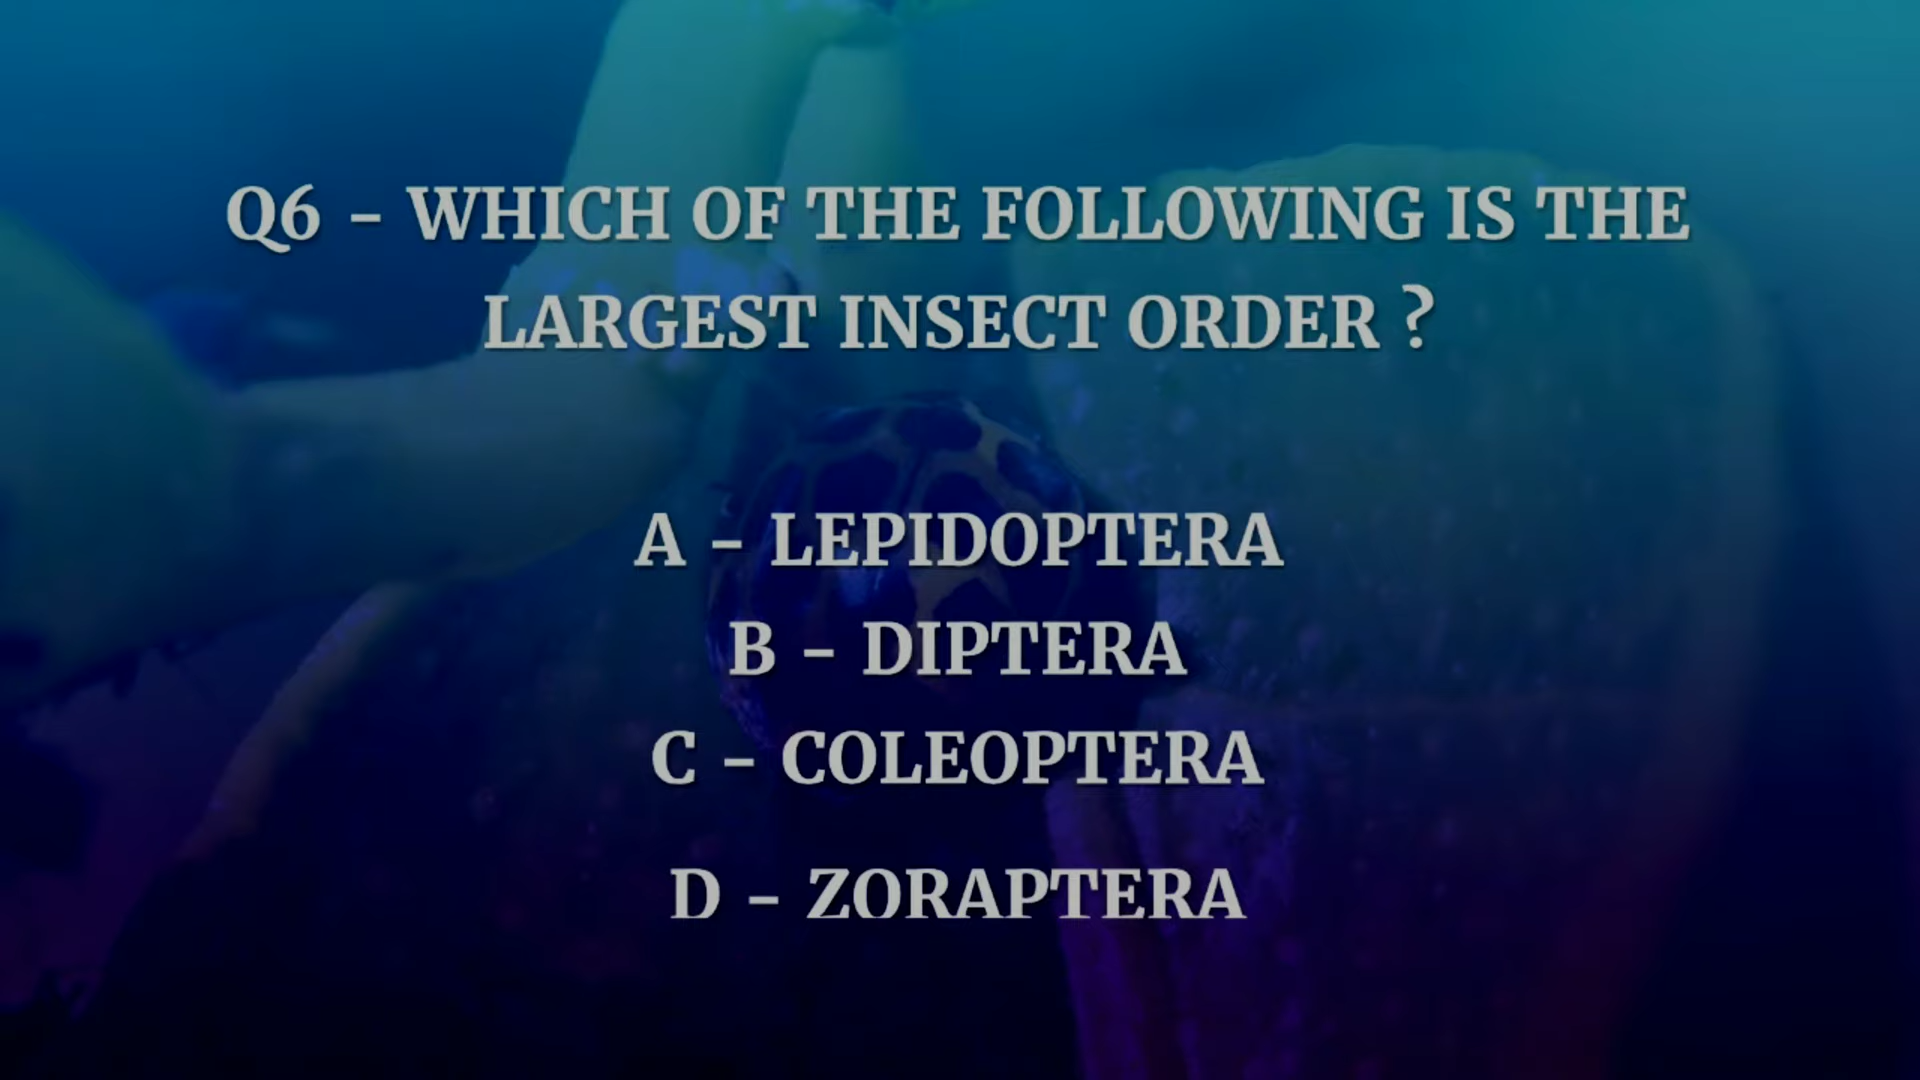 Q6 - WHICH OF THE FOLLOWING IS THE
LARGEST INSECT ORDER ?
A - LEPIDOPTERA
B - DIPTERA
C - COLEOPTERA
D - ZORAPTERA